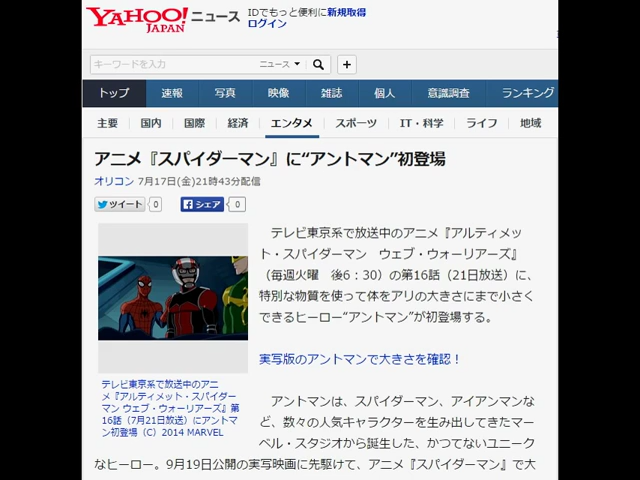 YAHOO! ニュース
JAPAN
IDでもっと便利に新規取得
ログイン
キーワードを入力
ニュース
トップ 速報 写真 映像 雑誌 個人 意識調査 ランキング
主要 国内 国際 経済 エンタメ スポーツ IT・科学 ライフ 地域
アニメ『スパイダーマン』に“アントマン”初登場
オリコン 7月17日(金)21時43分配信
ツイート 0 シェア 0
テレビ東京系で放送中のアニメ『アルティメッ
ト・スパイダーマン　ウェブ・ウォーリアーズ』
（毎週火曜　後6：30）の第16話（21日放送）に、
特別な物質を使って体をアリの大きさにまで小さく
できるヒーロー“アントマン”が初登場する。
実写版のアントマンで大きさを確認！
テレビ東京系で放送中のアニ
メ『アルティメット・スパイダー
マン ウェブ・ウォーリアーズ』第
16話（7月21日放送）にアントマ
ン初登場（C）2014 MARVEL
アントマンは、スパイダーマン、アイアンマンな
ど、数々の人気キャラクターを生み出してきたマ
ーベル・スタジオから誕生した、かつてないユニーク
なヒーロー。9月19日公開の実写映画に先駆けて、アニメ『スパイダーマン』で大